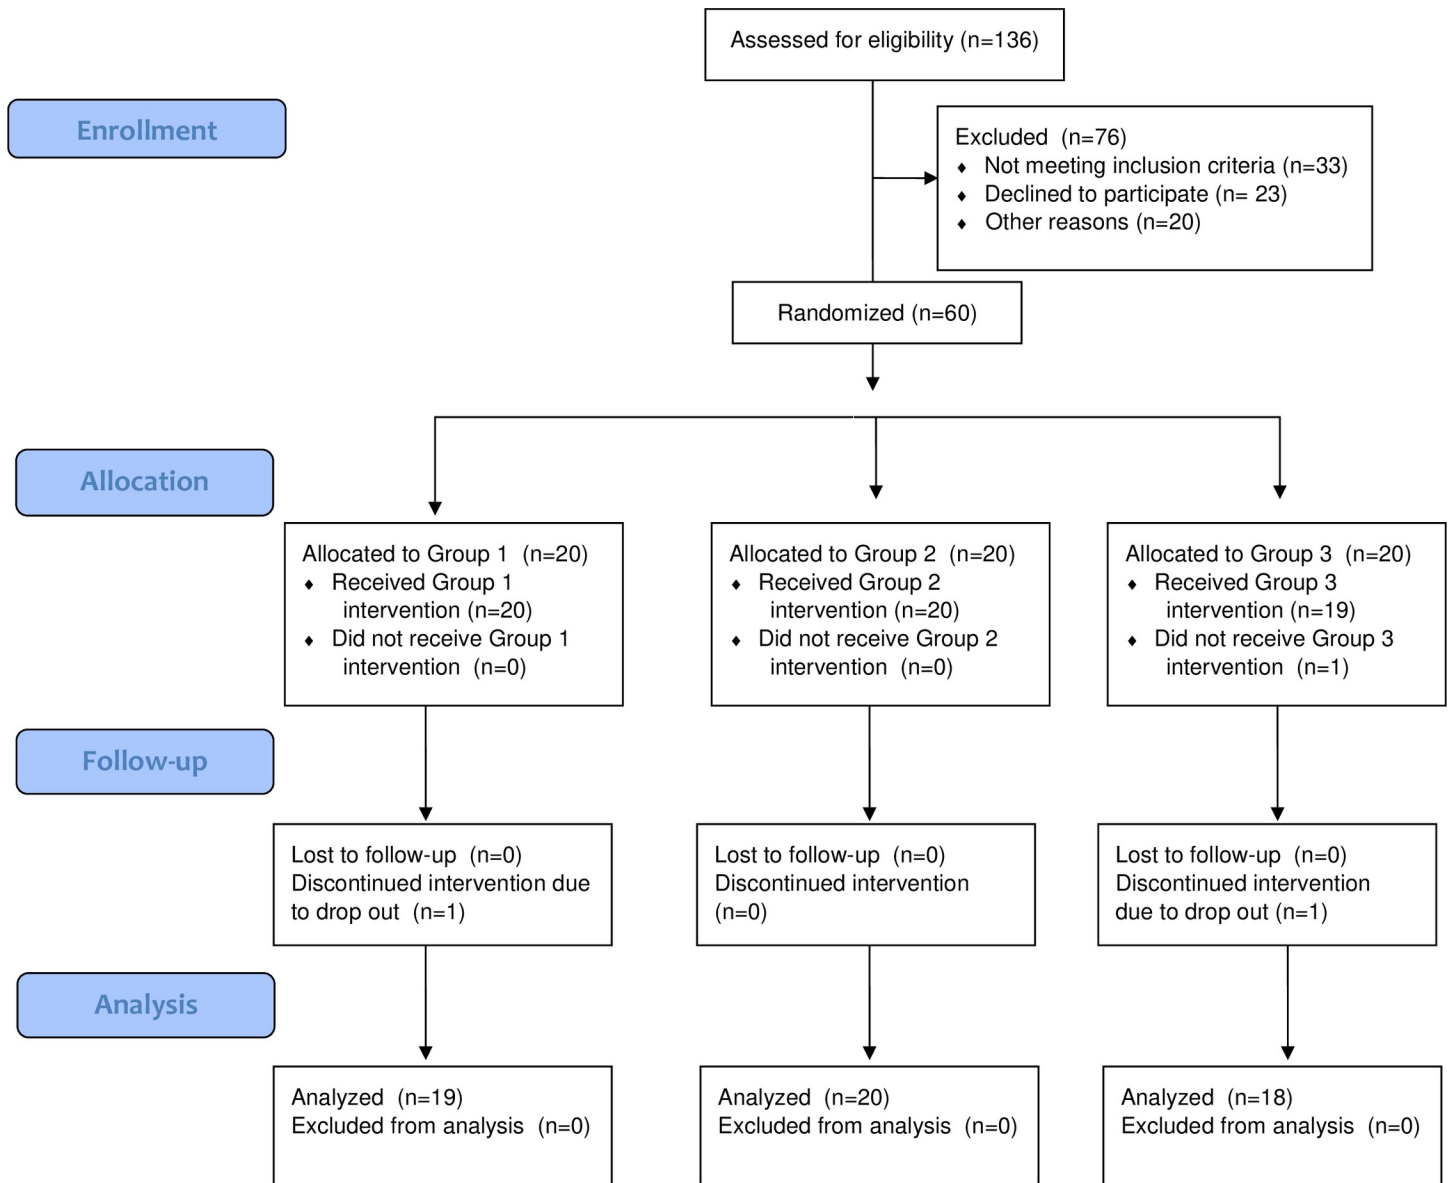 Assessed for eligibility (n=136)
Enrollment
Excluded (n=76)
♦ Not meeting inclusion criteria (n=33)
♦ Declined to participate (n= 23)
♦ Other reasons (n=20)
Randomized (n=60)
Allocation
Allocated to Group 1 (n=20)
♦ Received Group 1
intervention (n=20)
♦ Did not receive Group 1
intervention (n=0)
Allocated to Group 2 (n=20)
♦ Received Group 2
intervention (n=20)
♦ Did not receive Group 2
intervention (n=0)
Allocated to Group 3 (n=20)
♦ Received Group 3
intervention (n=19)
♦ Did not receive Group 3
intervention (n=1)
Follow-up
Lost to follow-up (n=0)
Discontinued intervention due
to drop out (n=1)
Lost to follow-up (n=0)
Discontinued intervention
(n=0)
Lost to follow-up (n=0)
Discontinued intervention
due to drop out (n=1)
Analysis
Analyzed (n=19)
Excluded from analysis (n=0)
Analyzed (n=20)
Excluded from analysis (n=0)
Analyzed (n=18)
Excluded from analysis (n=0)